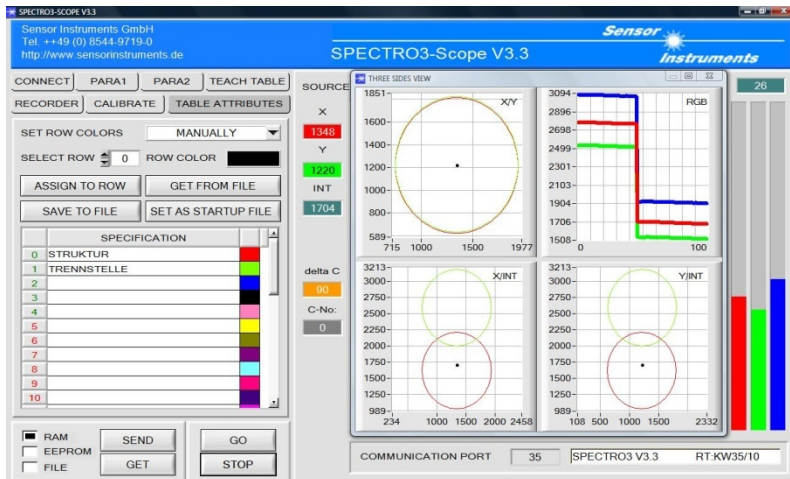 SPECTRO3-SCOPE V3.3
Sensor Instruments GmbH
Tel. ++49 (0) 8544-9719-0
http://www.sensorinstruments.de
SPECTRO3-Scope V3.3
Sensor
Instruments
CONNECT PARA1 PARA2 TEACH TABLE
RECORDER CALIBRATE TABLE ATTRIBUTES
SET ROW COLORS MANUALLY
SELECT ROW 0 ROW COLOR
ASSIGN TO ROW GET FROM FILE
SAVE TO FILE SET AS STARTUP FILE
SPECIFICATION
0 STRUKTUR
1 TRENNSTELLE
2
3
4
5
6
7
8
9
10
RAM
EEPROM
FILE
SEND GO
GET STOP
SOURCE
X
1348
Y
1220
INT
1704
delta C
90
C-No:
0
THREE SIDES VIEW
X/Y
1851-
1600-
1400-
1200-
1000-
800-
589-
715 1000 1500 1977
RGB
3094-
2896-
2698-
2499-
2301-
2103-
1904-
1706-
1508-
0 100
X/INT
3213-
3000-
2750-
2500-
2250-
2000-
1750-
1500-
1250-
989-
234 1000 1500 2000 2458
Y/INT
3213-
3000-
2750-
2500-
2250-
2000-
1750-
1500-
1250-
989-
108 500 1000 1500 2332
26
COMMUNICATION PORT 35 SPECTRO3 V3.3 RT:KW35/10